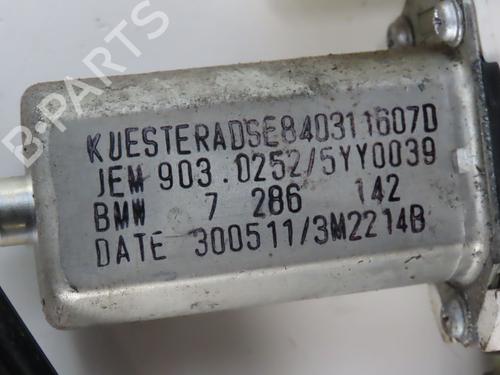 B-PARTS
KUESTERADSE840311607D
JEM 903.0252/5YY0039
BMW 7 286 142
DATE 300511/3M2214B